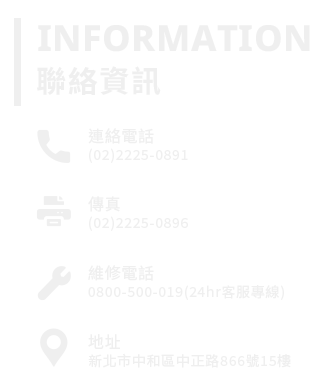 INFORMATION
聯絡資訊
連絡電話
(02)2225-0891
傳真
(02)2225-0896
維修電話
0800-500-019(24hr客服專線)
地址
新北市中和區中正路866號15樓